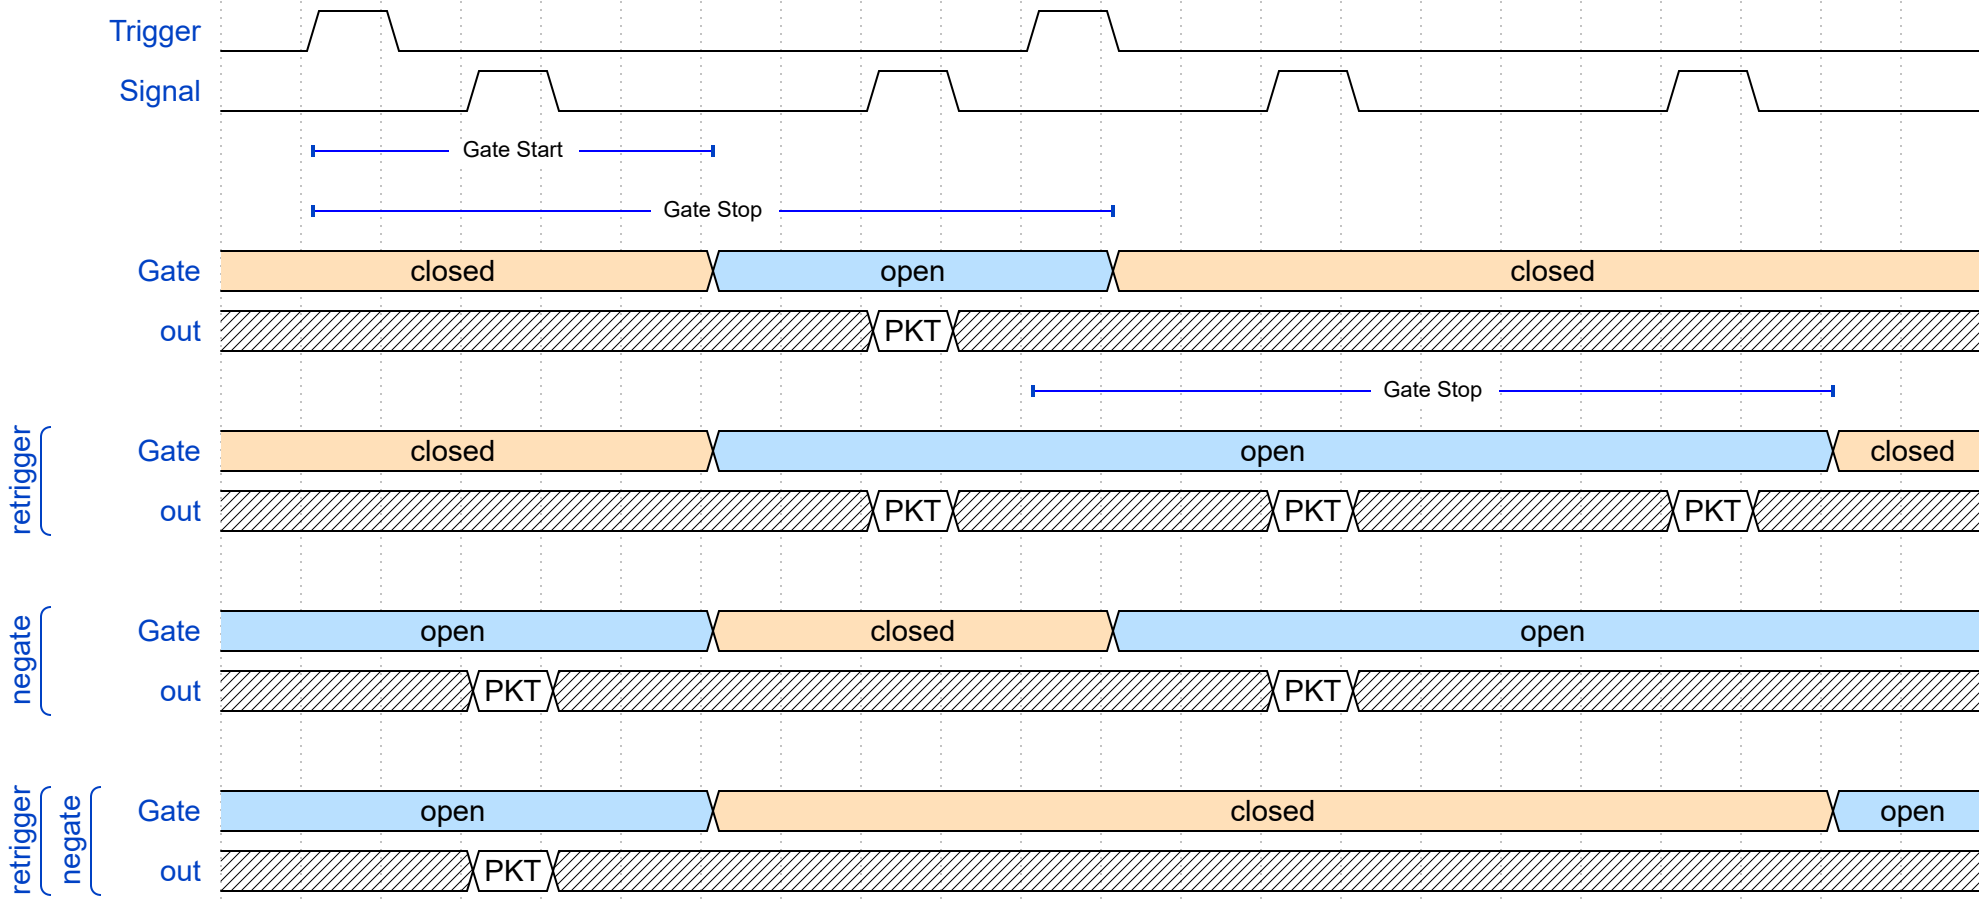 Trigger
Signal
Gate Start
Gate Stop
Gate closed open closed
out PKT
Gate Stop
retrigger
Gate closed open closed
out PKT PKT PKT
negate
Gate open closed open
out PKT PKT
retrigger
negate
Gate open closed open
out PKT